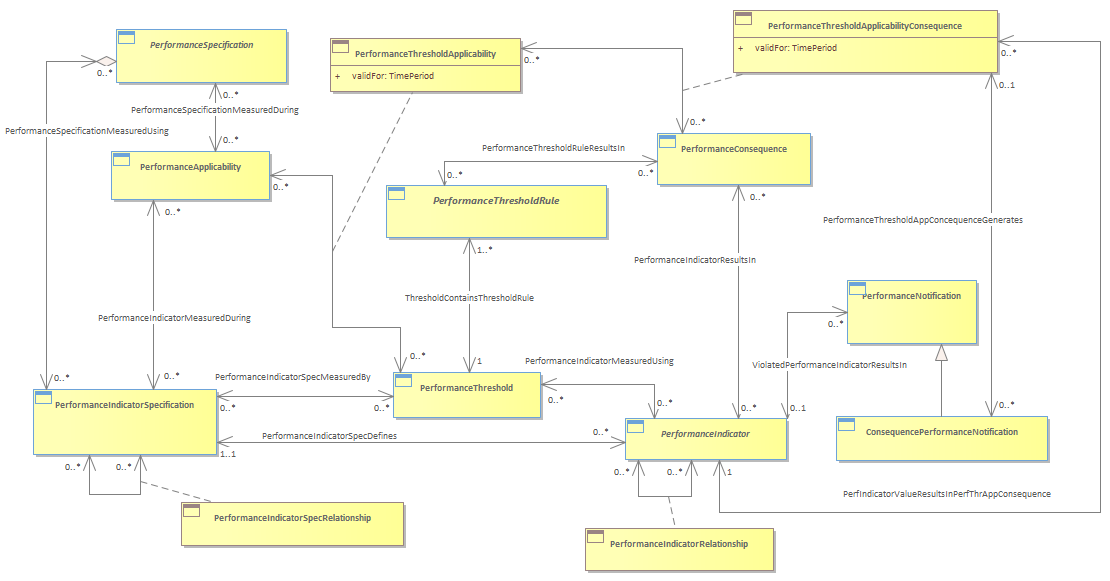 PerformanceSpecification
0..*
0..*
PerformanceSpecificationMeasuredDuring
PerformanceSpecificationMeasuredUsing
0..*
PerformanceApplicability
0..*
0..*
PerformanceThresholdApplicability
+ validFor: TimePeriod
0..*
PerformanceThresholdApplicabilityConsequence
+ validFor: TimePeriod
0..*
0..1
0..*
PerformanceConsequence
PerformanceThresholdRuleResultsIn
0..*
0..*
0..*
PerformanceThresholdRule
1..*
PerformanceThresholdAppConcequenceGenerates
PerformanceIndicatorResultsIn
ThresholdContainsThresholdRule
PerformanceNotification
0..*
PerformanceIndicatorMeasuredDuring
0..*
1
PerformanceIndicatorMeasuredUsing
ViolatedPerformanceIndicatorResultsIn
0..*
0..*
PerformanceIndicatorSpecMeasuredBy
PerformanceThreshold
PerformanceIndicatorSpecification
0..*
0..*
0..*
0..*
0..*
0..1
0..*
PerformanceIndicatorSpecDefines
0..*
PerformanceIndicator
ConsequencePerformanceNotification
1..1
0..*
0..*
0..*
0..*
1
PerfIndicatorValueResultsInPerfThrAppConsequence
PerformanceIndicatorSpecRelationship
PerformanceIndicatorRelationship